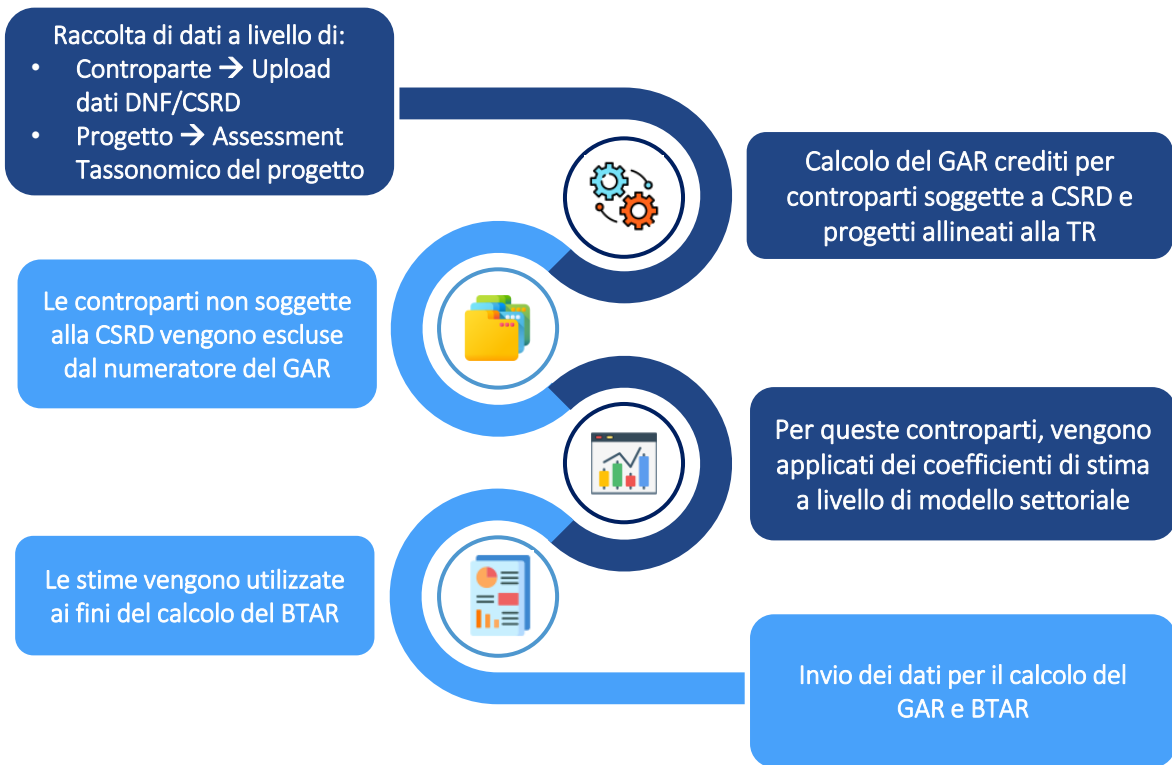 Raccolta di dati a livello di:
• Controparte → Upload
dati DNF/CSRD
• Progetto → Assessment
Tassonomico del progetto
Calcolo del GAR crediti per
controparti soggette a CSRD e
progetti allineati alla TR
Le controparti non soggette
alla CSRD vengono escluse
dal numeratore del GAR
Per queste controparti, vengono
applicati dei coefficienti di stima
a livello di modello settoriale
Le stime vengono utilizzate
ai fini del calcolo del BTAR
Invio dei dati per il calcolo del
GAR e BTAR